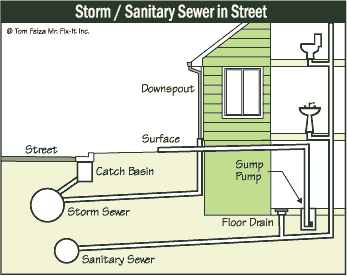 Storm / Sanitary Sewer in Street
@ Tom Feiza Mr. Fix-It Inc.
Downspout
Street
Surface
Catch Basin
Sump
Pump
Storm Sewer
Floor Drain
Sanitary Sewer